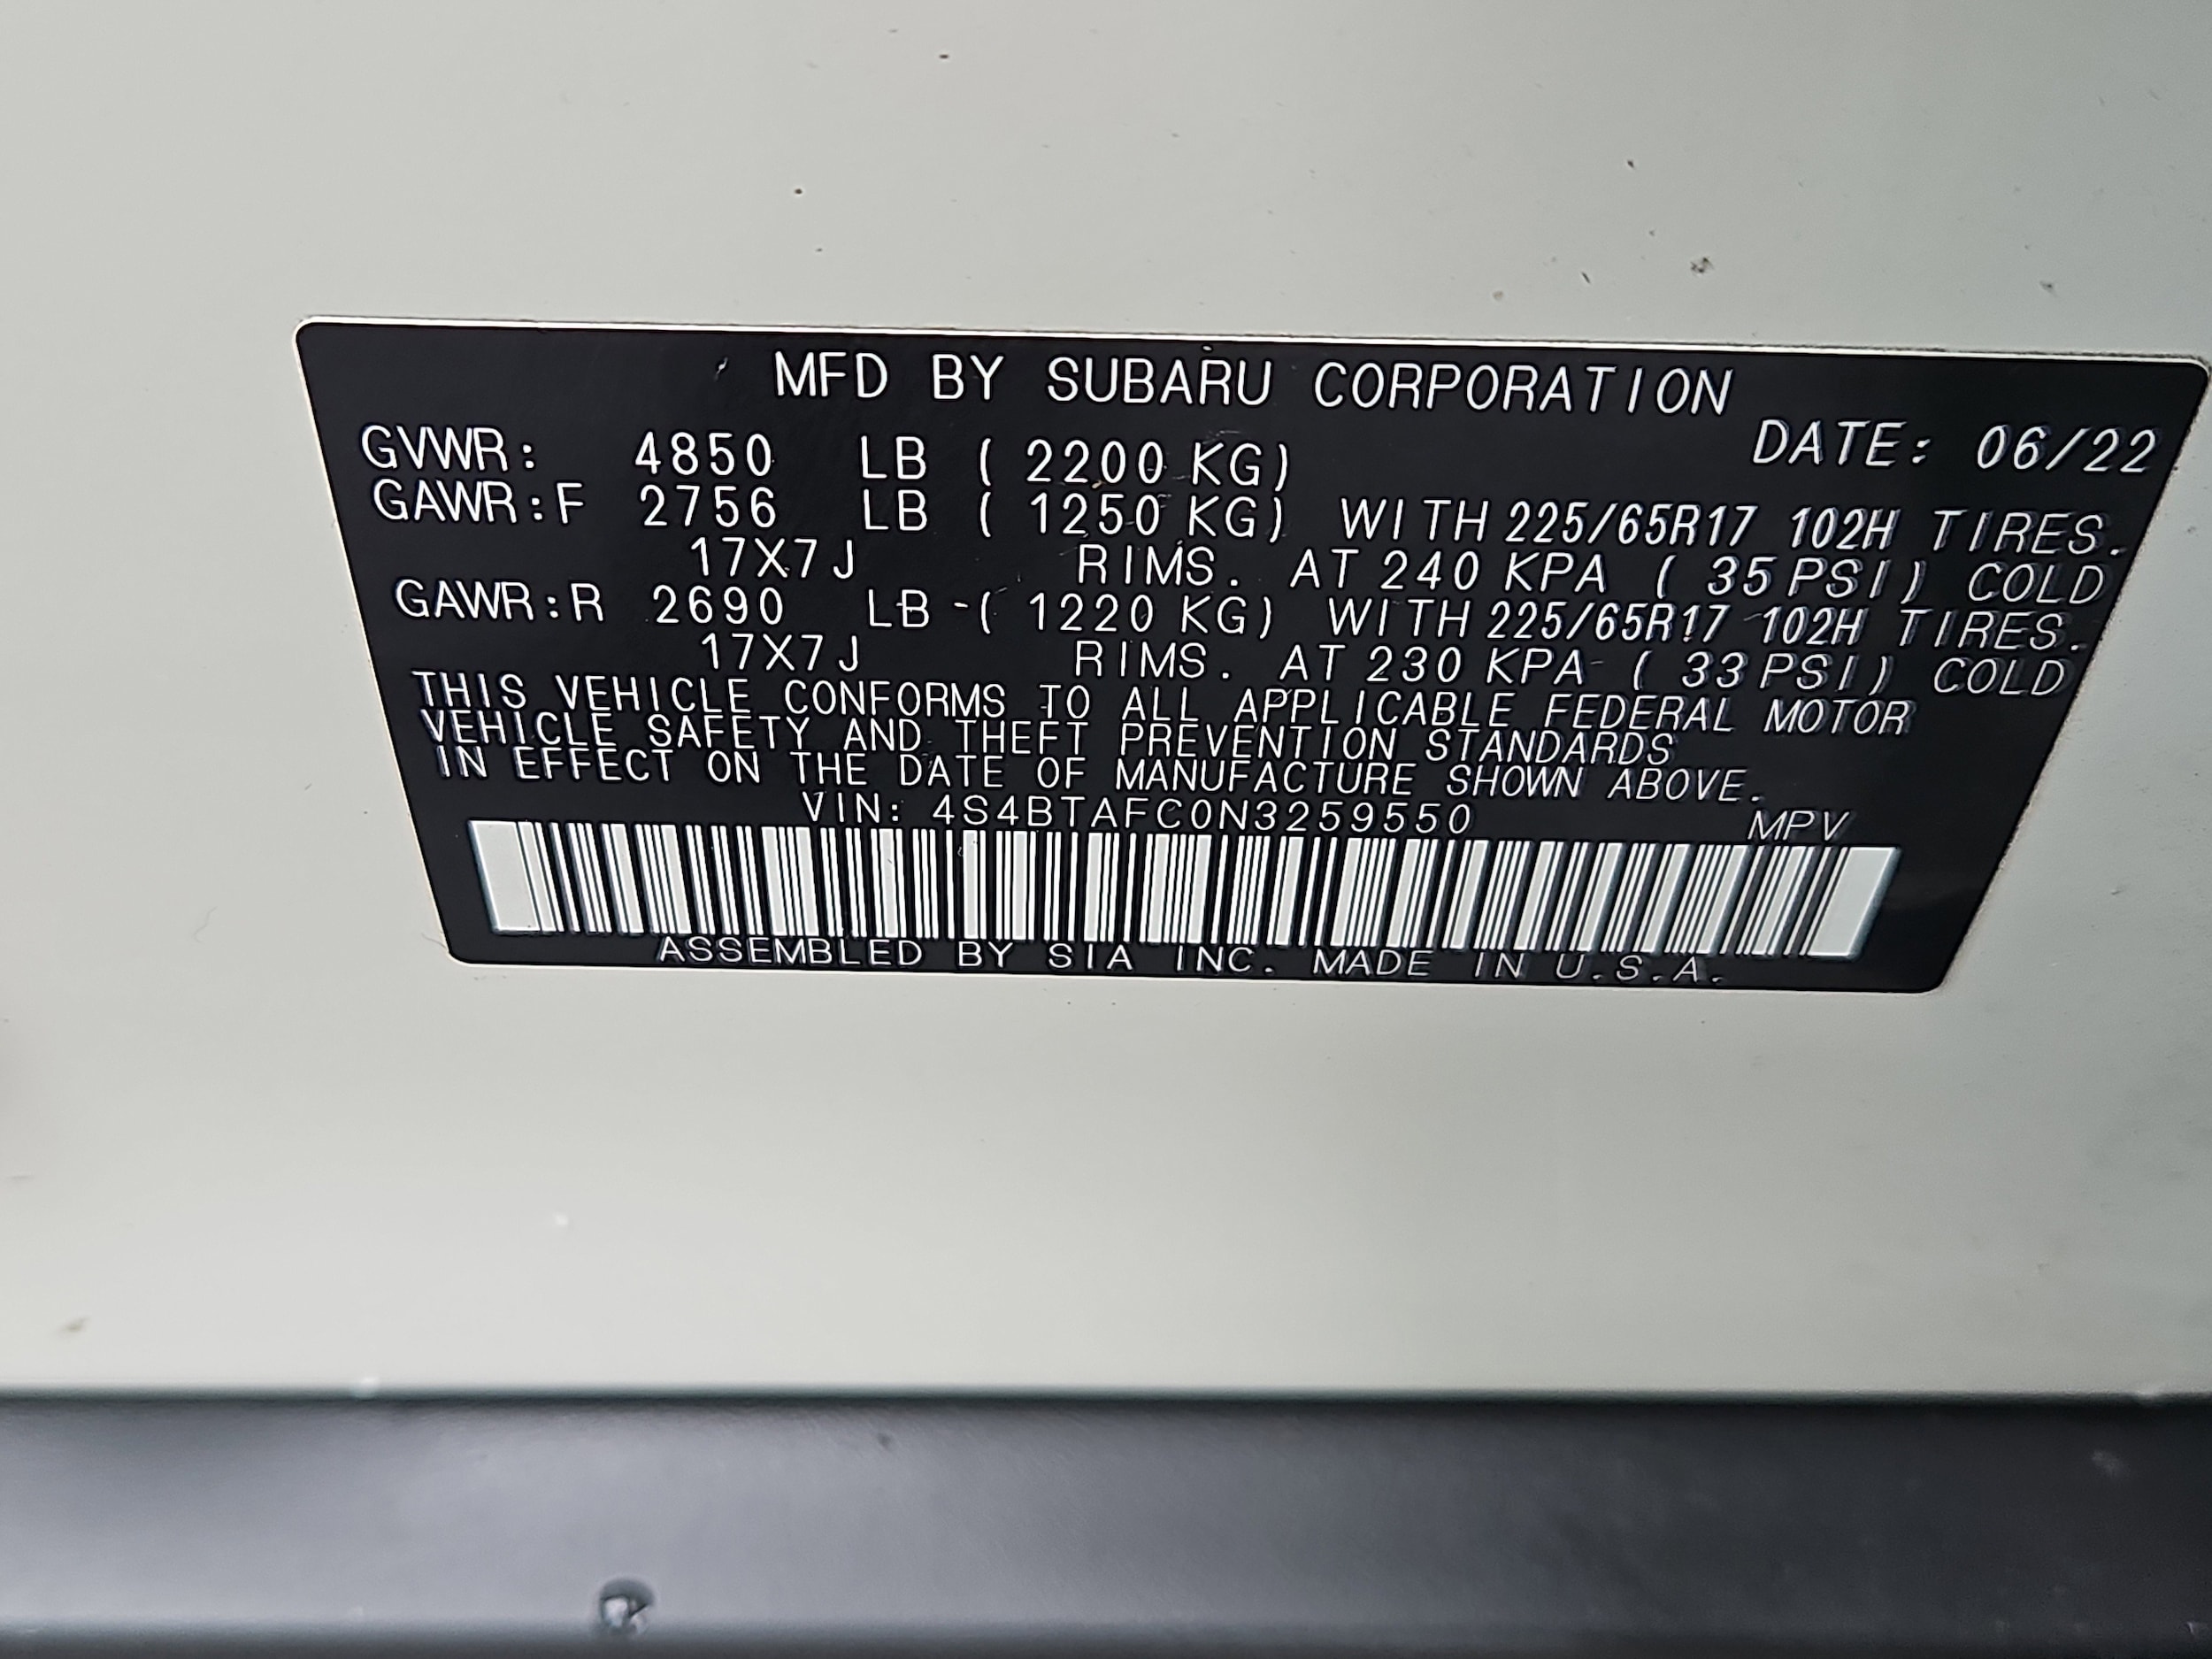 MFD BY SUBARU CORPORATION
DATE: 06/22
GVWR: 4850 LB ( 2200 KG)
GAWR:F 2756 LB ( 1250 KG) WITH 225/65R17 102H TIRES.
17X7J RIMS. AT 240 KPA ( 35 PSI) COLD
GAWR:R 2690 LB ( 1220 KG) WITH 225/65R17 102H TIRES.
17X7J RIMS. AT 230 KPA ( 33 PSI) COLD
THIS VEHICLE CONFORMS TO ALL APPLICABLE FEDERAL MOTOR
VEHICLE SAFETY AND THEFT PREVENTION STANDARDS
IN EFFECT ON THE DATE OF MANUFACTURE SHOWN ABOVE.
VIN: 4S4BTAFC0N3259550 MPV
ASSEMBLED BY SIA INC. MADE IN U.S.A.